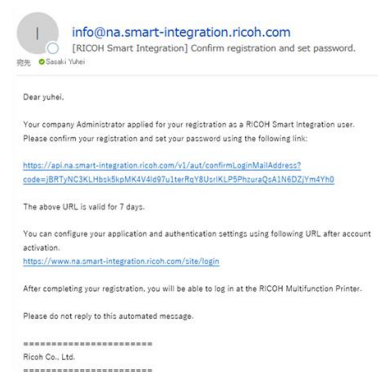 I
info@na.smart-integration.ricoh.com
[RICOH Smart Integration] Confirm registration and set password.
宛先 Sasaki Yuhei
Dear yuhei,
Your company Administrator applied for your registration as a RICOH Smart Integration user.
Please confirm your registration and set your password using the following link:
https://api.na.smart-integration.ricoh.com/v1/aut/confirmLoginMailAddress?
code=jBRTyNC3KLHbsk5kpMK4V4ld97u1terRqY8UsrlKLP5PhzuraQsA1N6DZjYm4Yh0
The above URL is valid for 7 days.
You can configure your application and authentication settings using following URL after account
activation.
https://www.na.smart-integration.ricoh.com/site/login
After completing your registration, you will be able to log in at the RICOH Multifunction Printer.
Please do not reply to this automated message.
=======================
Ricoh Co., Ltd.
=======================